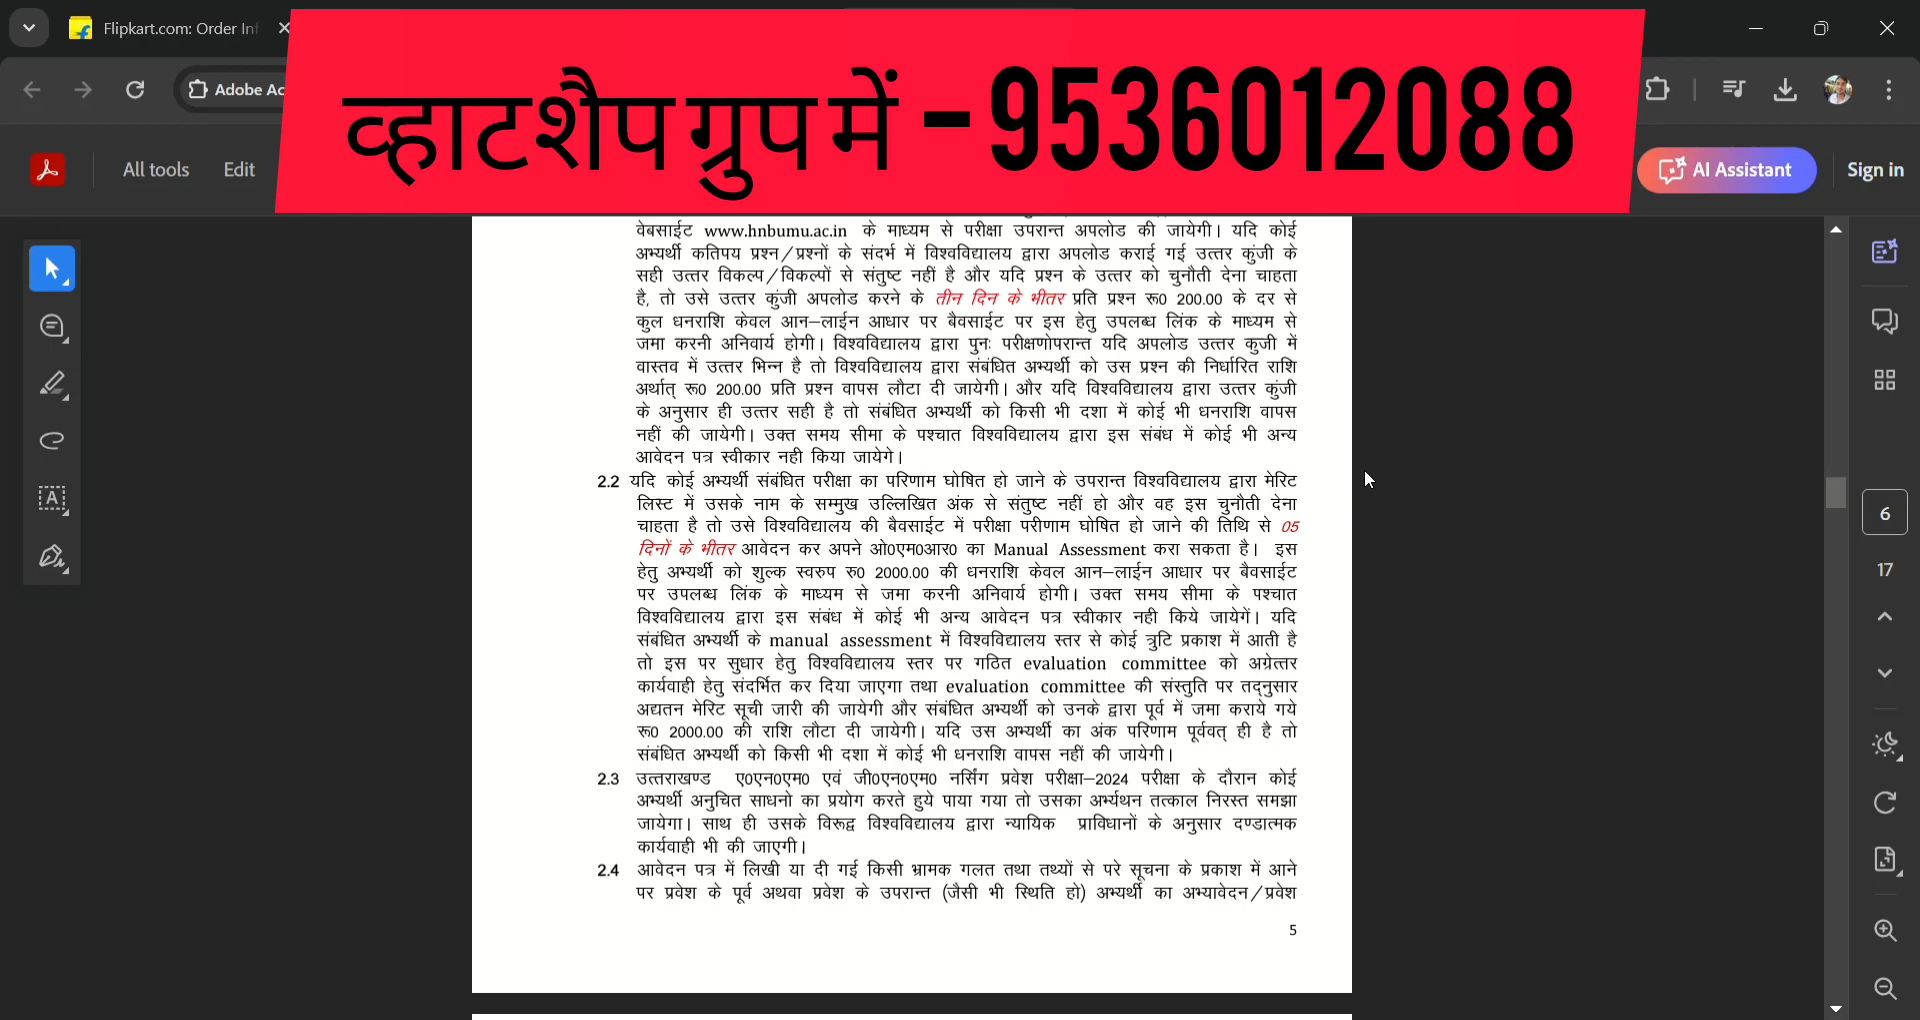 Flipkart.com: Order In
Adobe Ac
व्हाटशैप ग्रुप में - 9536012088
All tools Edit
AI Assistant
Sign in
वेबसाईट www.hnbumu.ac.in के माध्यम से परीक्षा उपरान्त अपलोड की जायेगी। यदि कोई
अभ्यर्थी कतिपय प्रश्न/प्रश्नों के संदर्भ में विश्वविद्यालय द्वारा अपलोड कराई गई उत्तर कुंजी के
सही उत्तर विकल्प/विकल्पों से संतुष्ट नहीं है और यदि प्रश्न के उत्तर को चुनौती देना चाहता
है, तो उसे उत्तर कुंजी अपलोड करने के तीन दिन के भीतर प्रति प्रश्न रू0 200.00 के दर से
कुल धनराशि केवल आन–लाईन आधार पर बैवसाईट पर इस हेतु उपलब्ध लिंक के माध्यम से
जमा करनी अनिवार्य होगी। विश्वविद्यालय द्वारा पुनः परीक्षणोपरान्त यदि अपलोड उत्तर कुजी में
वास्तव में उत्तर भिन्न है तो विश्वविद्यालय द्वारा संबंधित अभ्यर्थी को उस प्रश्न की निर्धारित राशि
अर्थात् रू0 200.00 प्रति प्रश्न वापस लौटा दी जायेगी। और यदि विश्वविद्यालय द्वारा उत्तर कुंजी
के अनुसार ही उत्तर सही है तो संबंधित अभ्यर्थी को किसी भी दशा में कोई भी धनराशि वापस
नहीं की जायेगी। उक्त समय सीमा के पश्चात विश्वविद्यालय द्वारा इस संबंध में कोई भी अन्य
आवेदन पत्र स्वीकार नही किया जायेगे।
2.2 यदि कोई अभ्यर्थी संबंधित परीक्षा का परिणाम घोषित हो जाने के उपरान्त विश्वविद्यालय द्वारा मेरिट
लिस्ट में उसके नाम के सम्मुख उल्लिखित अंक से संतुष्ट नहीं हो और वह इस चुनौती देना
चाहता है तो उसे विश्वविद्यालय की बैवसाईट में परीक्षा परीणाम घोषित हो जाने की तिथि से 05
दिनों के भीतर आवेदन कर अपने ओ0एम0आर0 का Manual Assessment करा सकता है। इस
हेतु अभ्यर्थी को शुल्क स्वरुप रु0 2000.00 की धनराशि केवल आन–लाईन आधार पर बैवसाईट
पर उपलब्ध लिंक के माध्यम से जमा करनी अनिवार्य होगी। उक्त समय सीमा के पश्चात
विश्वविद्यालय द्वारा इस संबंध में कोई भी अन्य आवेदन पत्र स्वीकार नही किये जायेगें। यदि
संबंधित अभ्यर्थी के manual assessment में विश्वविद्यालय स्तर से कोई त्रुटि प्रकाश में आती है
तो इस पर सुधार हेतु विश्वविद्यालय स्तर पर गठित evaluation committee को अग्रेत्तर
कार्यवाही हेतु संदर्भित कर दिया जाएगा तथा evaluation committee की संस्तुति पर तद्नुसार
अद्यतन मेरिट सूची जारी की जायेगी और संबंधित अभ्यर्थी को उनके द्वारा पूर्व में जमा कराये गये
रू0 2000.00 की राशि लौटा दी जायेगी। यदि उस अभ्यर्थी का अंक परिणाम पूर्ववत् ही है तो
संबंधित अभ्यर्थी को किसी भी दशा में कोई भी धनराशि वापस नहीं की जायेगी।
2.3 उत्तराखण्ड ए0एन0एम0 एवं जी0एन0एम0 नर्सिंग प्रवेश परीक्षा–2024 परीक्षा के दौरान कोई
अभ्यर्थी अनुचित साधनो का प्रयोग करते हुये पाया गया तो उसका अर्भ्यथन तत्काल निरस्त समझा
जायेगा। साथ ही उसके विरूद्व विश्वविद्यालय द्वारा न्यायिक प्राविधानों के अनुसार दण्डात्मक
कार्यवाही भी की जाएगी।
2.4 आवेदन पत्र में लिखी या दी गई किसी भ्रामक गलत तथा तथ्यों से परे सूचना के प्रकाश में आने
पर प्रवेश के पूर्व अथवा प्रवेश के उपरान्त (जैसी भी स्थिति हो) अभ्यर्थी का अभ्यावेदन/प्रवेश
5
6
17